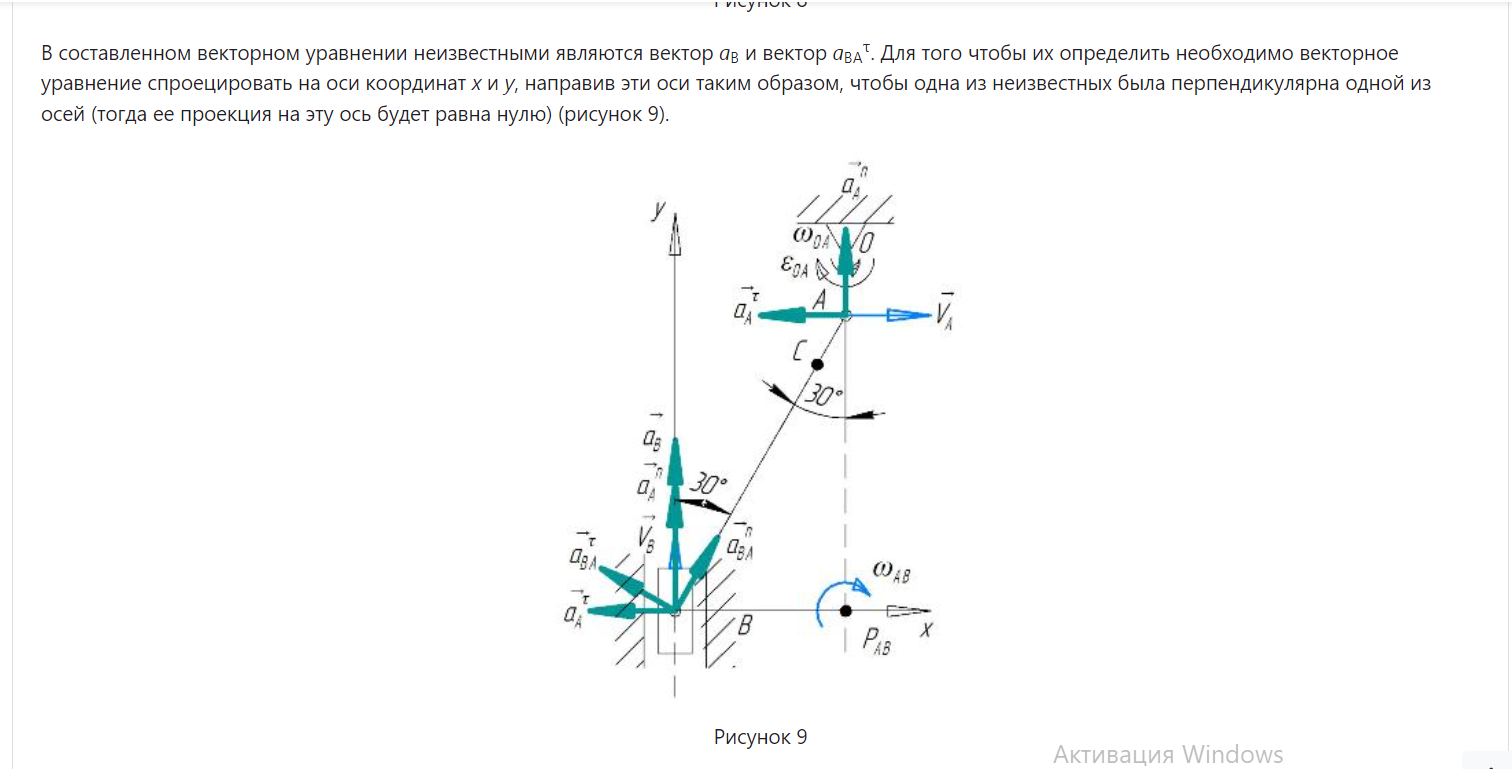 Рисунок 8
В составленном векторном уравнении неизвестными являются вектор aB и вектор aBAτ. Для того чтобы их определить необходимо векторное
уравнение спроецировать на оси координат x и y, направив эти оси таким образом, чтобы одна из неизвестных была перпендикулярна одной из
осей (тогда ее проекция на эту ось будет равна нулю) (рисунок 9).
aAn
y
ωOA O
εOA
aAτ A VA
C
30°
aB
aAn 30°
VB aBAn
aBAτ
ωAB
aAτ
B x
PAB
Рисунок 9
Активация Windows